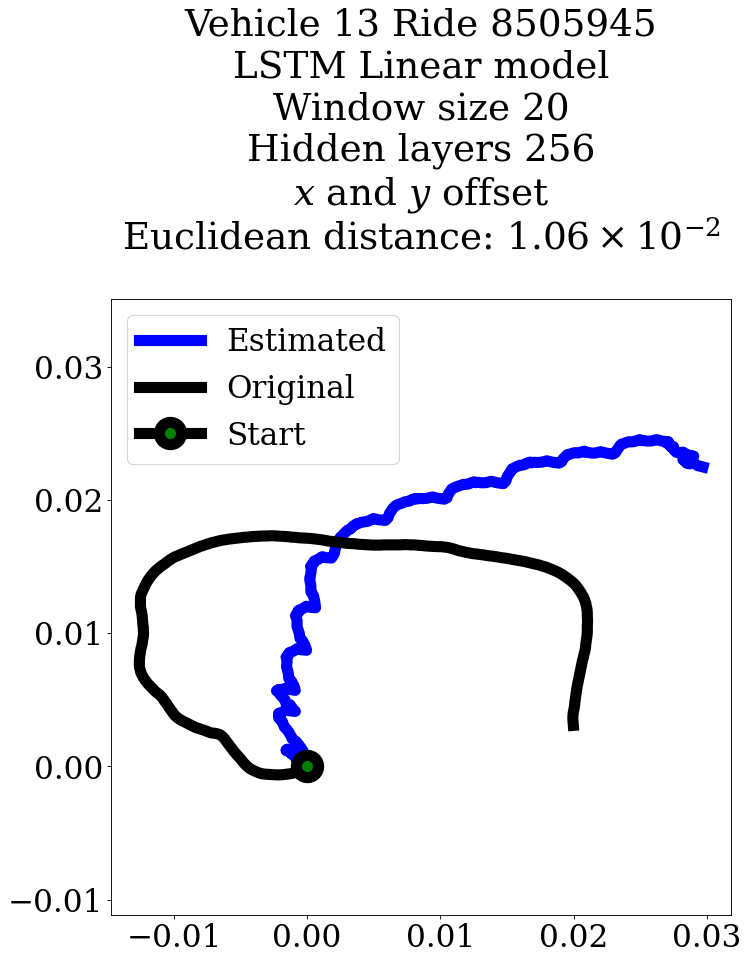 Vehicle 13 Ride 8505945
LSTM Linear model
Window size 20
Hidden layers 256
x and y offset
Euclidean distance: 1.06 × 10⁻²
Estimated
Original
Start
0.03
0.02
0.01
0.00
−0.01
−0.01 0.00 0.01 0.02 0.03